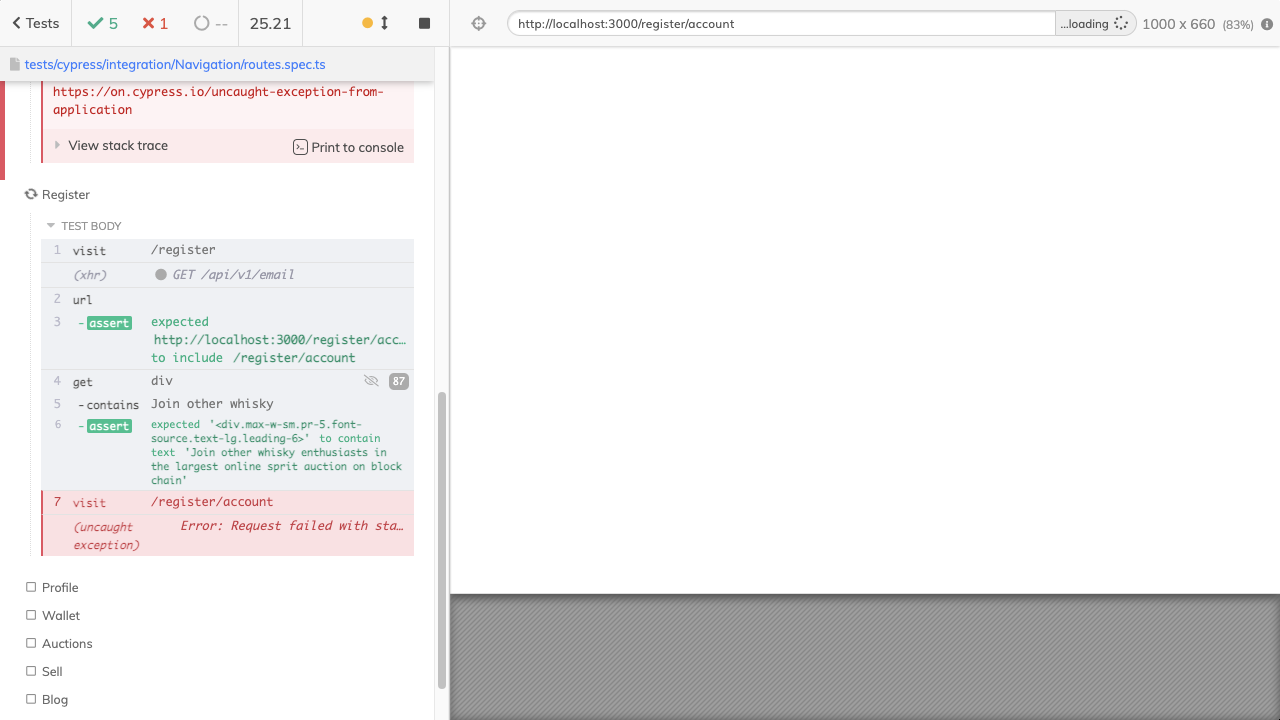 Tests 5 1 -- 25.21
http://localhost:3000/register/account ...loading 1000 x 660 (83%)
tests/cypress/integration/Navigation/routes.spec.ts
https://on.cypress.io/uncaught-exception-from-
application
View stack trace Print to console
Register
TEST BODY
1 visit /register
(xhr) GET /api/v1/email
2 url
3 -assert expected
http://localhost:3000/register/acc…
to include /register/account
4 get div 87
5 -contains Join other whisky
6 -assert expected '<div.max-w-sm.pr-5.font-
source.text-lg.leading-6>' to contain
text 'Join other whisky enthusiasts in
the largest online sprit auction on block
chain'
7 visit /register/account
(uncaught Error: Request failed with sta…
exception)
Profile
Wallet
Auctions
Sell
Blog